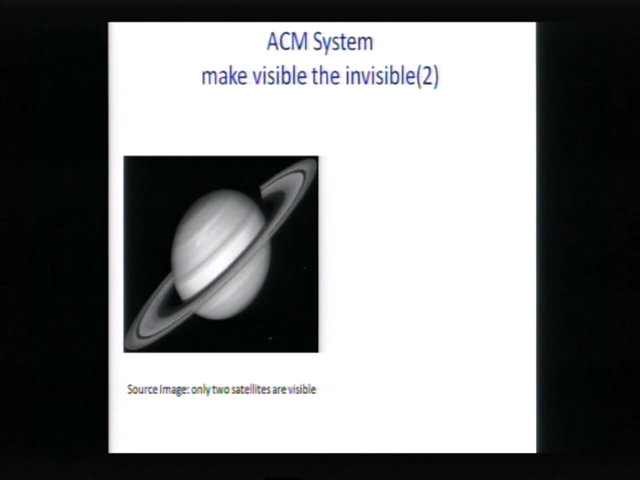 ACM System
make visible the invisible(2)
Source Image: only two satellites are visible